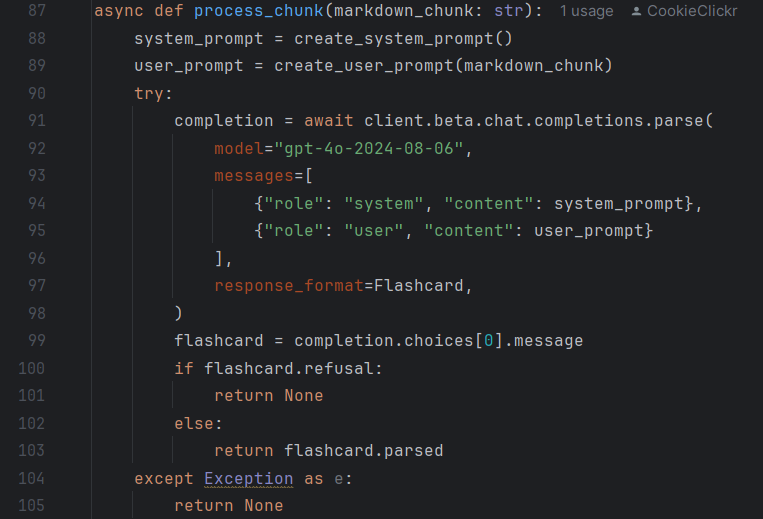 87 async def process_chunk(markdown_chunk: str): 1 usage CookieClickr
88 system_prompt = create_system_prompt()
89 user_prompt = create_user_prompt(markdown_chunk)
90 try:
91 completion = await client.beta.chat.completions.parse(
92 model="gpt-4o-2024-08-06",
93 messages=[
94 {"role": "system", "content": system_prompt},
95 {"role": "user", "content": user_prompt}
96 ],
97 response_format=Flashcard,
98 )
99 flashcard = completion.choices[0].message
100 if flashcard.refusal:
101 return None
102 else:
103 return flashcard.parsed
104 except Exception as e:
105 return None